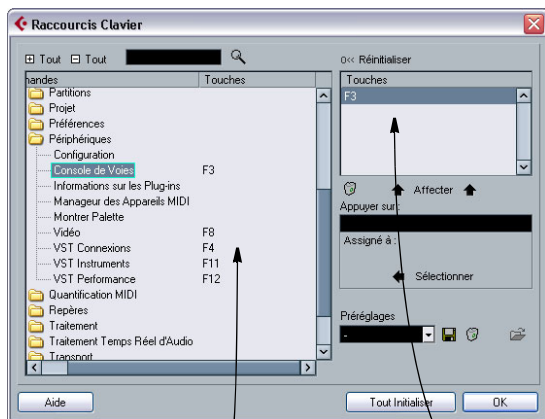 Raccourcis Clavier
Tout Tout
0<< Réinitialiser
andes Touches
Partitions
Projet
Préférences
Périphériques
Configuration
Console de Voies F3
Informations sur les Plug-ins
Manageur des Appareils MIDI
Montrer Palette
Vidéo F8
VST Connexions F4
VST Instruments F11
VST Performance F12
Quantification MIDI
Repères
Traitement
Traitement Temps Réel d'Audio
Transport
Touches
F3
Affecter
Appuyer sur:
Assigné à :
Sélectionner
Préréglages
-
Aide
Tout Initialiser
OK